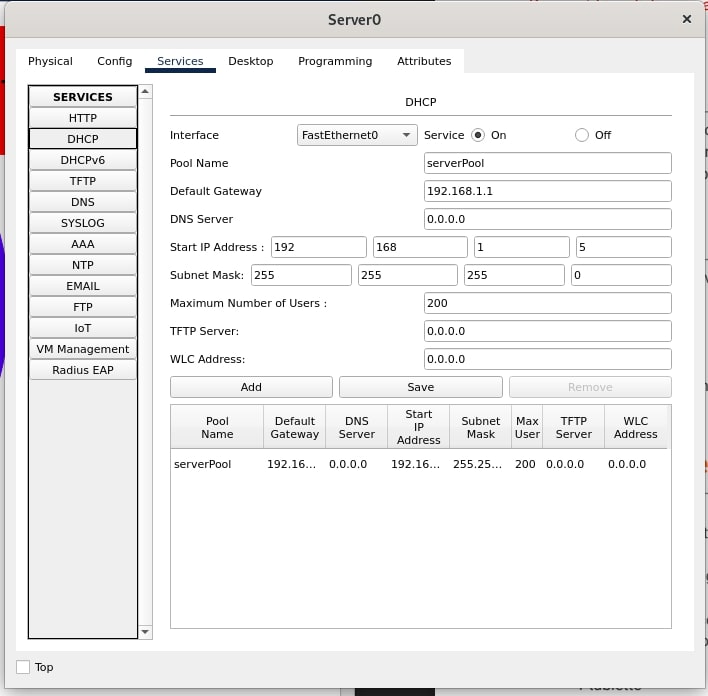 Server0
×
Physical Config Services Desktop Programming Attributes
SERVICES
HTTP
DHCP
DHCPv6
TFTP
DNS
SYSLOG
AAA
NTP
EMAIL
FTP
IoT
VM Management
Radius EAP
DHCP
Interface FastEthernet0 Service On Off
Pool Name serverPool
Default Gateway 192.168.1.1
DNS Server 0.0.0.0
Start IP Address : 192 168 1 5
Subnet Mask: 255 255 255 0
Maximum Number of Users : 200
TFTP Server: 0.0.0.0
WLC Address: 0.0.0.0
Add Save Remove
Pool Name Default Gateway DNS Server Start IP Address Subnet Mask Max User TFTP Server WLC Address
serverPool 192.16... 0.0.0.0 192.16... 255.25... 200 0.0.0.0 0.0.0.0
Top